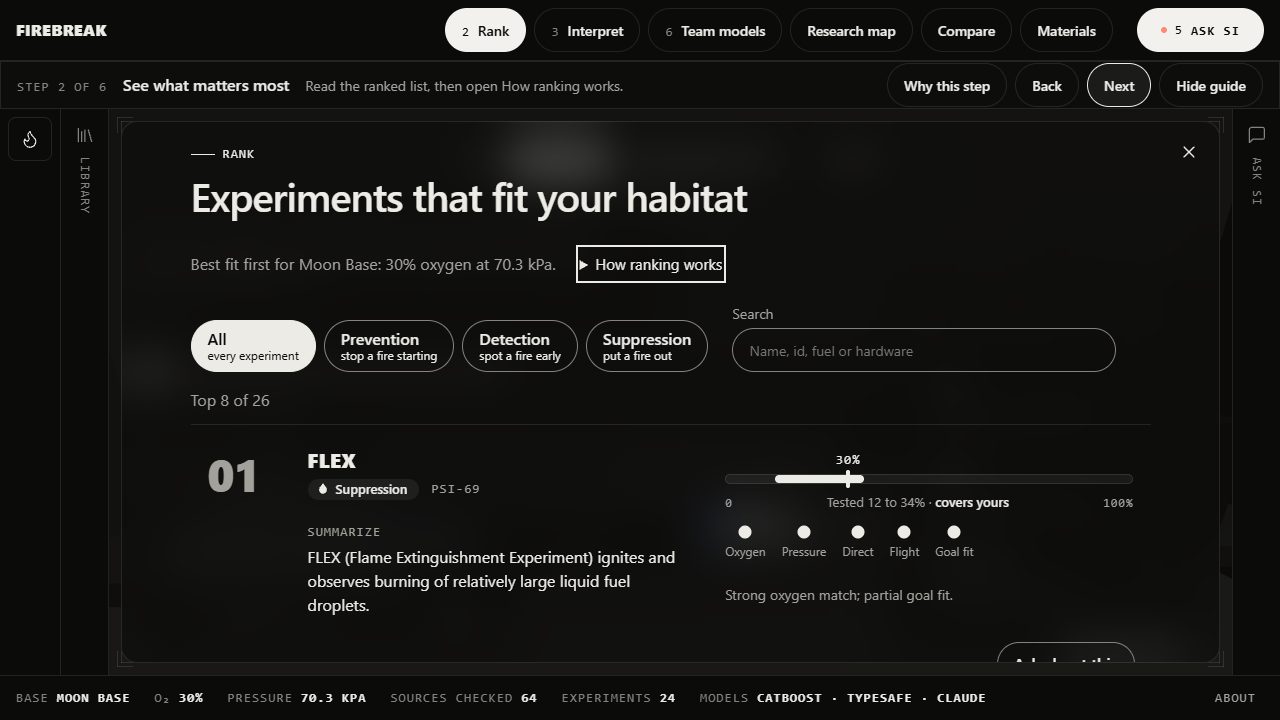 FIREBREAK
2 Rank
3 Interpret
6 Team models
Research map
Compare
Materials
5 ASK SI
STEP 2 OF 6
See what matters most
Read the ranked list, then open How ranking works.
Why this step
Back
Next
Hide guide
LIBRARY
ASK SI
RANK
Experiments that fit your habitat
Best fit first for Moon Base: 30% oxygen at 70.3 kPa.
How ranking works
All
every experiment
Prevention
stop a fire starting
Detection
spot a fire early
Suppression
put a fire out
Search
Name, id, fuel or hardware
Top 8 of 26
01
FLEX
Suppression
PSI-69
SUMMARIZE
FLEX (Flame Extinguishment Experiment) ignites and
observes burning of relatively large liquid fuel
droplets.
30%
0
Tested 12 to 34% · covers yours
100%
Oxygen
Pressure
Direct
Flight
Goal fit
Strong oxygen match; partial goal fit.
BASE MOON BASE
O₂ 30%
PRESSURE 70.3 KPA
SOURCES CHECKED 64
EXPERIMENTS 24
MODELS CATBOOST · TYPESAFE · CLAUDE
ABOUT